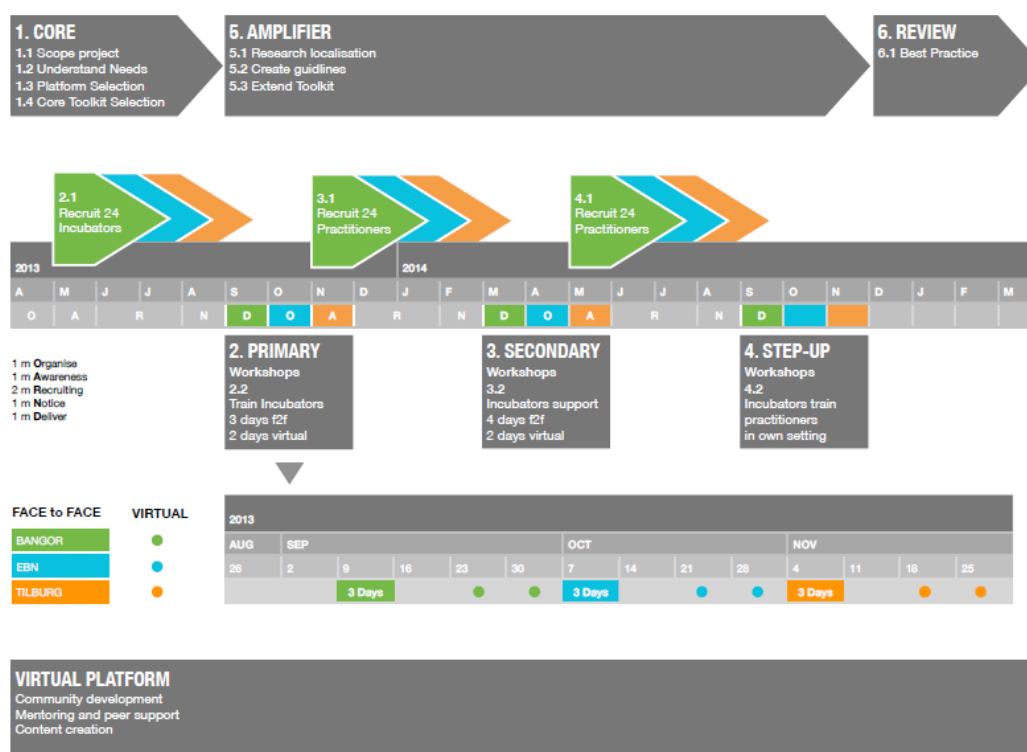 1. CORE
1.1 Scope project
1.2 Understand Needs
1.3 Platform Selection
1.4 Core Toolkit Selection
5. AMPLIFIER
5.1 Research localisation
5.2 Create guidlines
5.3 Extend Toolkit
6. REVIEW
6.1 Best Practice
2.1
Recruit 24
Incubators
3.1
Recruit 24
Practitioners
4.1
Recruit 24
Practitioners
2013 2014
A M J J A S O N D J F M A M J J A S O N D J F M
O A R N D O A R N D O A R N D
1 m Organise
1 m Awareness
2 m Recruiting
1 m Notice
1 m Deliver
2. PRIMARY
Workshops
2.2
Train Incubators
3 days f2f
2 days virtual
3. SECONDARY
Workshops
3.2
Incubators support
4 days f2f
2 days virtual
4. STEP-UP
Workshops
4.2
Incubators train
practitioners
in own setting
FACE to FACE VIRTUAL
BANGOR
EBN
TILBURG
2013
AUG SEP OCT NOV
26 2 9 16 23 30 7 14 21 28 4 11 18 25
3 Days 3 Days 3 Days
VIRTUAL PLATFORM
Community development
Mentoring and peer support
Content creation